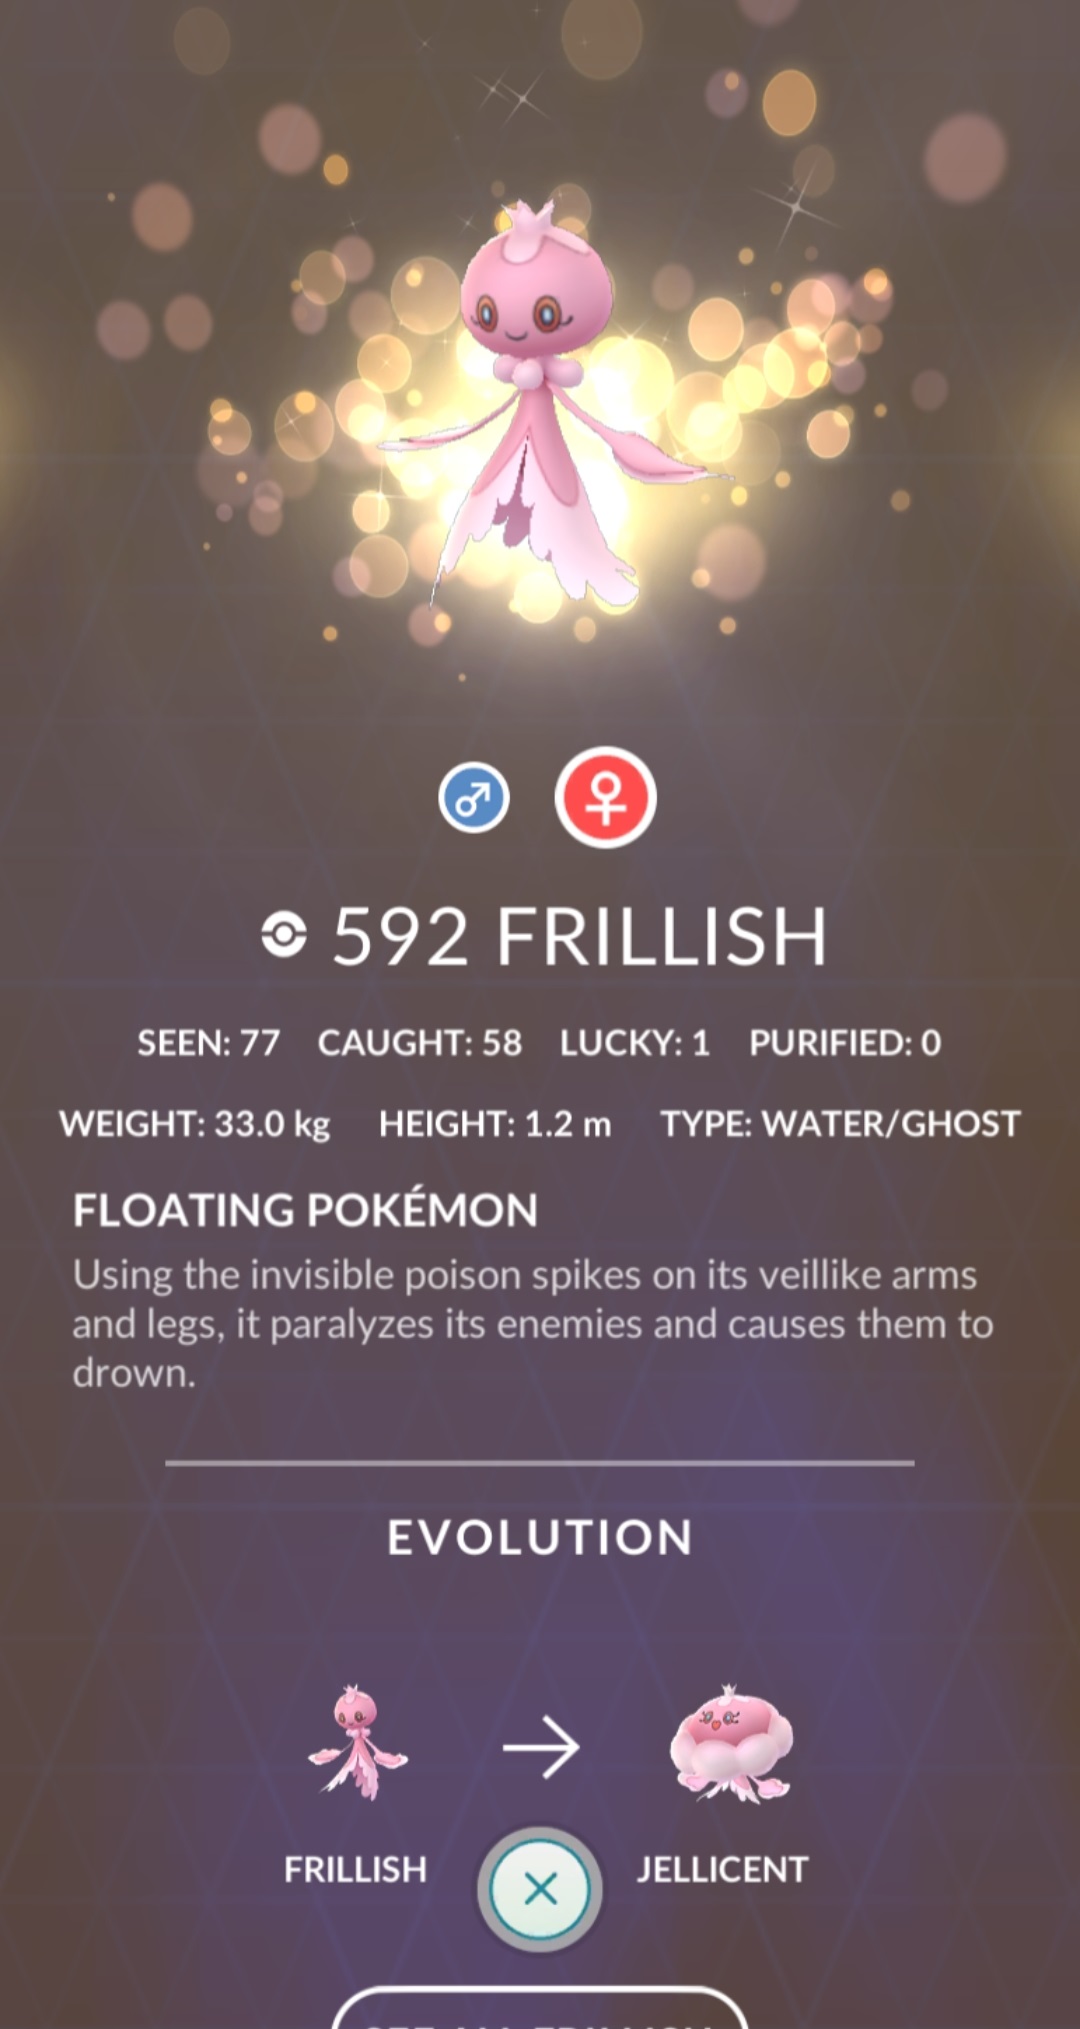 592 FRILLISH
SEEN: 77 CAUGHT: 58 LUCKY: 1 PURIFIED: 0
WEIGHT: 33.0 kg HEIGHT: 1.2 m TYPE: WATER/GHOST
FLOATING POKÉMON
Using the invisible poison spikes on its veillike arms
and legs, it paralyzes its enemies and causes them to
drown.
EVOLUTION
FRILLISH JELLICENT